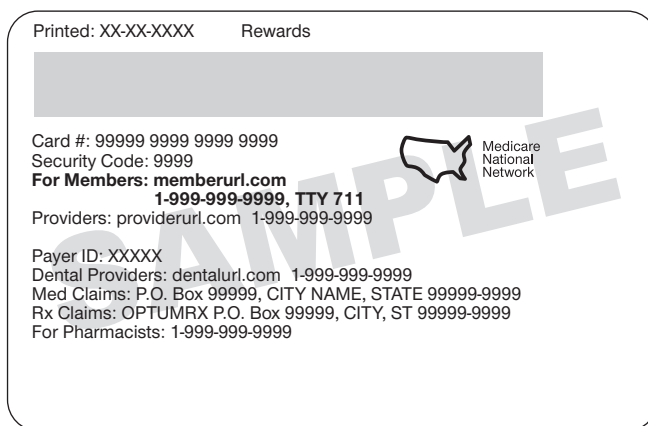 Printed: XX-XX-XXXX Rewards
SAMPLE
Card #: 99999 9999 9999 9999
Security Code: 9999
For Members: memberurl.com
1-999-999-9999, TTY 711
Providers: providerurl.com 1-999-999-9999
Medicare
National
Network
Payer ID: XXXXX
Dental Providers: dentalurl.com 1-999-999-9999
Med Claims: P.O. Box 99999, CITY NAME, STATE 99999-9999
Rx Claims: OPTUMRX P.O. Box 99999, CITY, ST 99999-9999
For Pharmacists: 1-999-999-9999